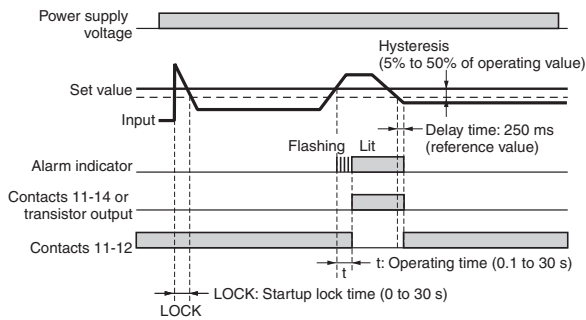 Power supply
voltage
Hysteresis
(5% to 50% of operating value)
Set value
Input
Delay time: 250 ms
(reference value)
Flashing
Lit
Alarm indicator
Contacts 11-14 or
transistor output
Contacts 11-12
t
t: Operating time (0.1 to 30 s)
LOCK: Startup lock time (0 to 30 s)
LOCK